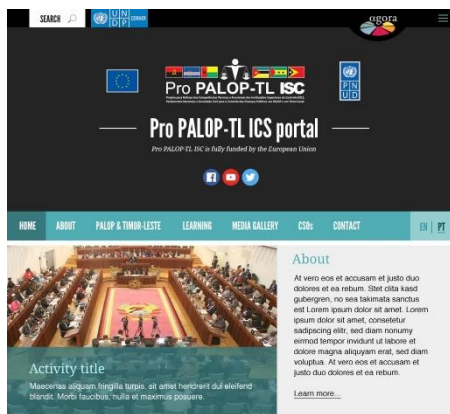 SEARCH
U N
D P
CORNER
agora
Pro PALOP-TL ISC
P N
U D
Pro PALOP-TL ICS portal
Pro PALOP-TL ISC is fully funded by the European Union
HOME
ABOUT
PALOP & TIMOR-LESTE
LEARNING
MEDIA GALLERY
CSOs
CONTACT
EN | PT
Activity title
Maecenas aliquam fringilla turpis, sit amet hendrerit dui eleifend
blandit. Morbi faucibus, nulla et maximus posuere.
About
At vero eos et accusam et justo duo
dolores et ea rebum. Stet clita kasd
gubergren, no sea takimata sanctus
est Lorem ipsum dolor sit amet. Lorem
ipsum dolor sit amet, consetetur
sadipscing elitr, sed diam nonumy
eirmod tempor invidunt ut labore et
dolore magna aliquyam erat, sed diam
voluptua. At vero eos et accusam et
justo duo dolores et ea rebum.
Learn more...